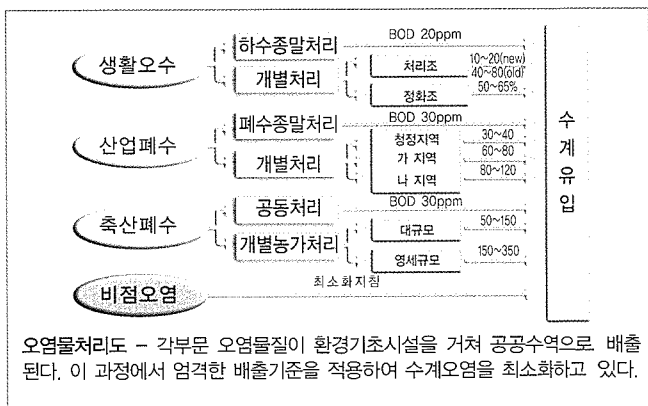 생활오수
하수종말처리
BOD 20ppm
개별처리
처리조
10~20(new)
40~80(old)
정화조
50~65%
산업폐수
폐수종말처리
BOD 30ppm
개별처리
청정지역
30~40
가 지역
60~80
나 지역
80~120
축산폐수
공동처리
BOD 30ppm
개별농가처리
대규모
50~150
영세규모
150~350
비점오염
최소화지침
수계유입
오염물처리도 - 각부문 오염물질이 환경기초시설을 거쳐 공공수역으로 배출
된다. 이 과정에서 엄격한 배출기준을 적용하여 수계오염을 최소화하고 있다.